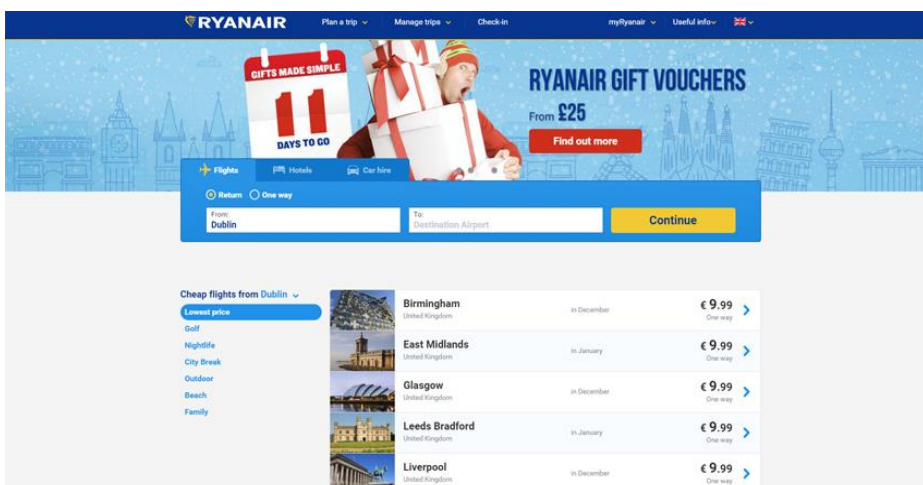 RYANAIR
Plan a trip
Manage trips
Check-in
myRyanair
Useful info
GIFTS MADE SIMPLE
11
DAYS TO GO
RYANAIR GIFT VOUCHERS
From £25
Find out more
Flights
Hotels
Car hire
Return
One way
From:
Dublin
To:
Destination Airport
Continue
Cheap flights from Dublin
Lowest price
Golf
Nightlife
City Break
Outdoor
Beach
Family
Birmingham
United Kingdom
in December
€ 9.99
One way
East Midlands
United Kingdom
in January
€ 9.99
One way
Glasgow
United Kingdom
in December
€ 9.99
One way
Leeds Bradford
United Kingdom
in January
€ 9.99
One way
Liverpool
United Kingdom
in December
€ 9.99
One way